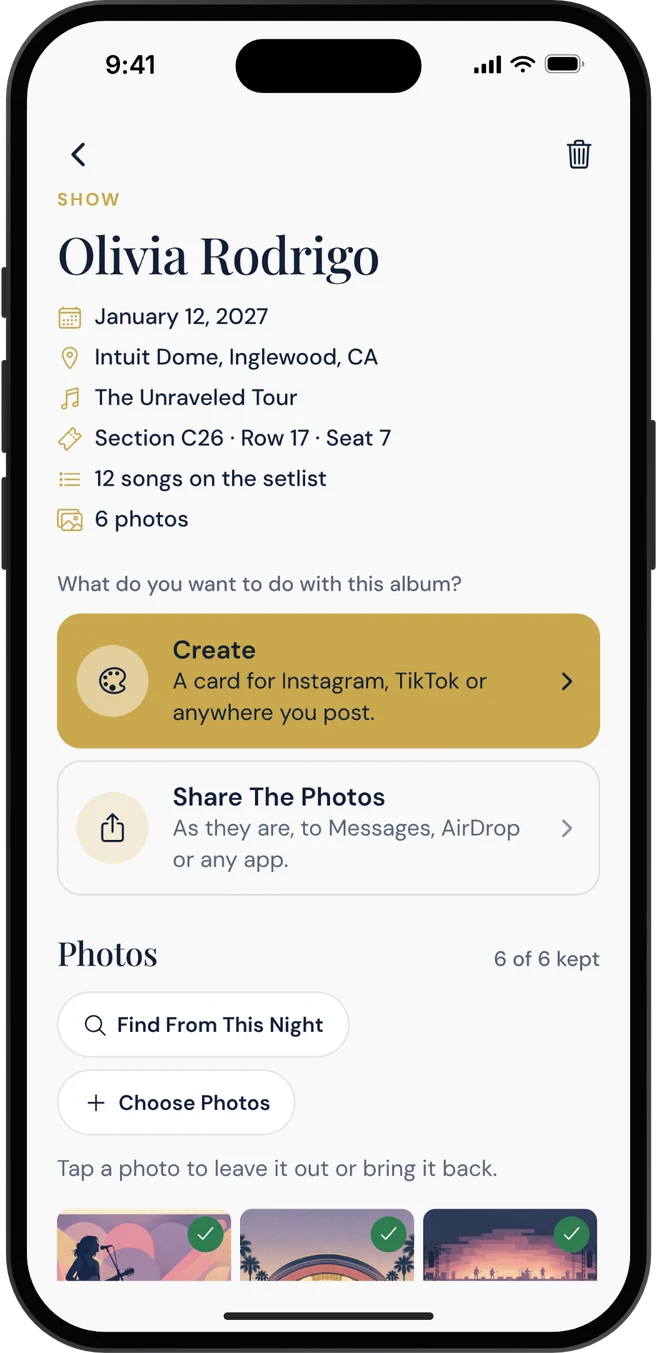 9:41
SHOW
Olivia Rodrigo
January 12, 2027
Intuit Dome, Inglewood, CA
The Unraveled Tour
Section C26 · Row 17 · Seat 7
12 songs on the setlist
6 photos
What do you want to do with this album?
Create
A card for Instagram, TikTok or
anywhere you post.
Share The Photos
As they are, to Messages, AirDrop
or any app.
Photos
6 of 6 kept
Find From This Night
Choose Photos
Tap a photo to leave it out or bring it back.